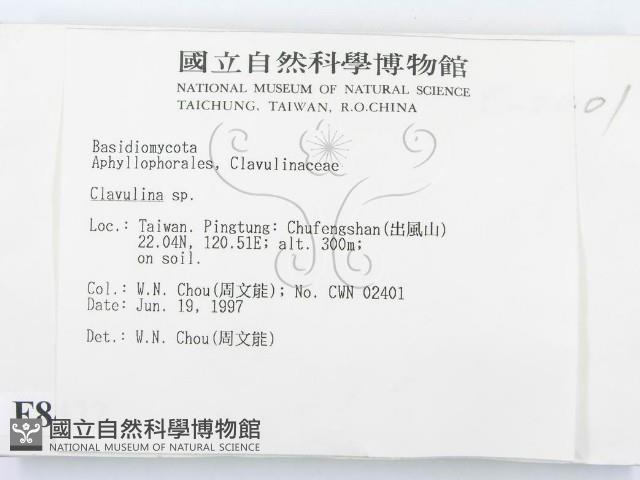 國立自然科學博物館
NATIONAL MUSEUM OF NATURAL SCIENCE
TAICHUNG, TAIWAN, R.O.CHINA
Basidiomycota
Aphyllophorales, Clavulinaceae
Clavulina sp.
Loc.: Taiwan. Pingtung: Chufengshan(出風山)
22.04N, 120.51E; alt. 300m;
on soil.
Col.: W.N. Chou(周文能); No. CWN 02401
Date: Jun. 19, 1997
Det.: W.N. Chou(周文能)
F8
國立自然科學博物館
NATIONAL MUSEUM OF NATURAL SCIENCE